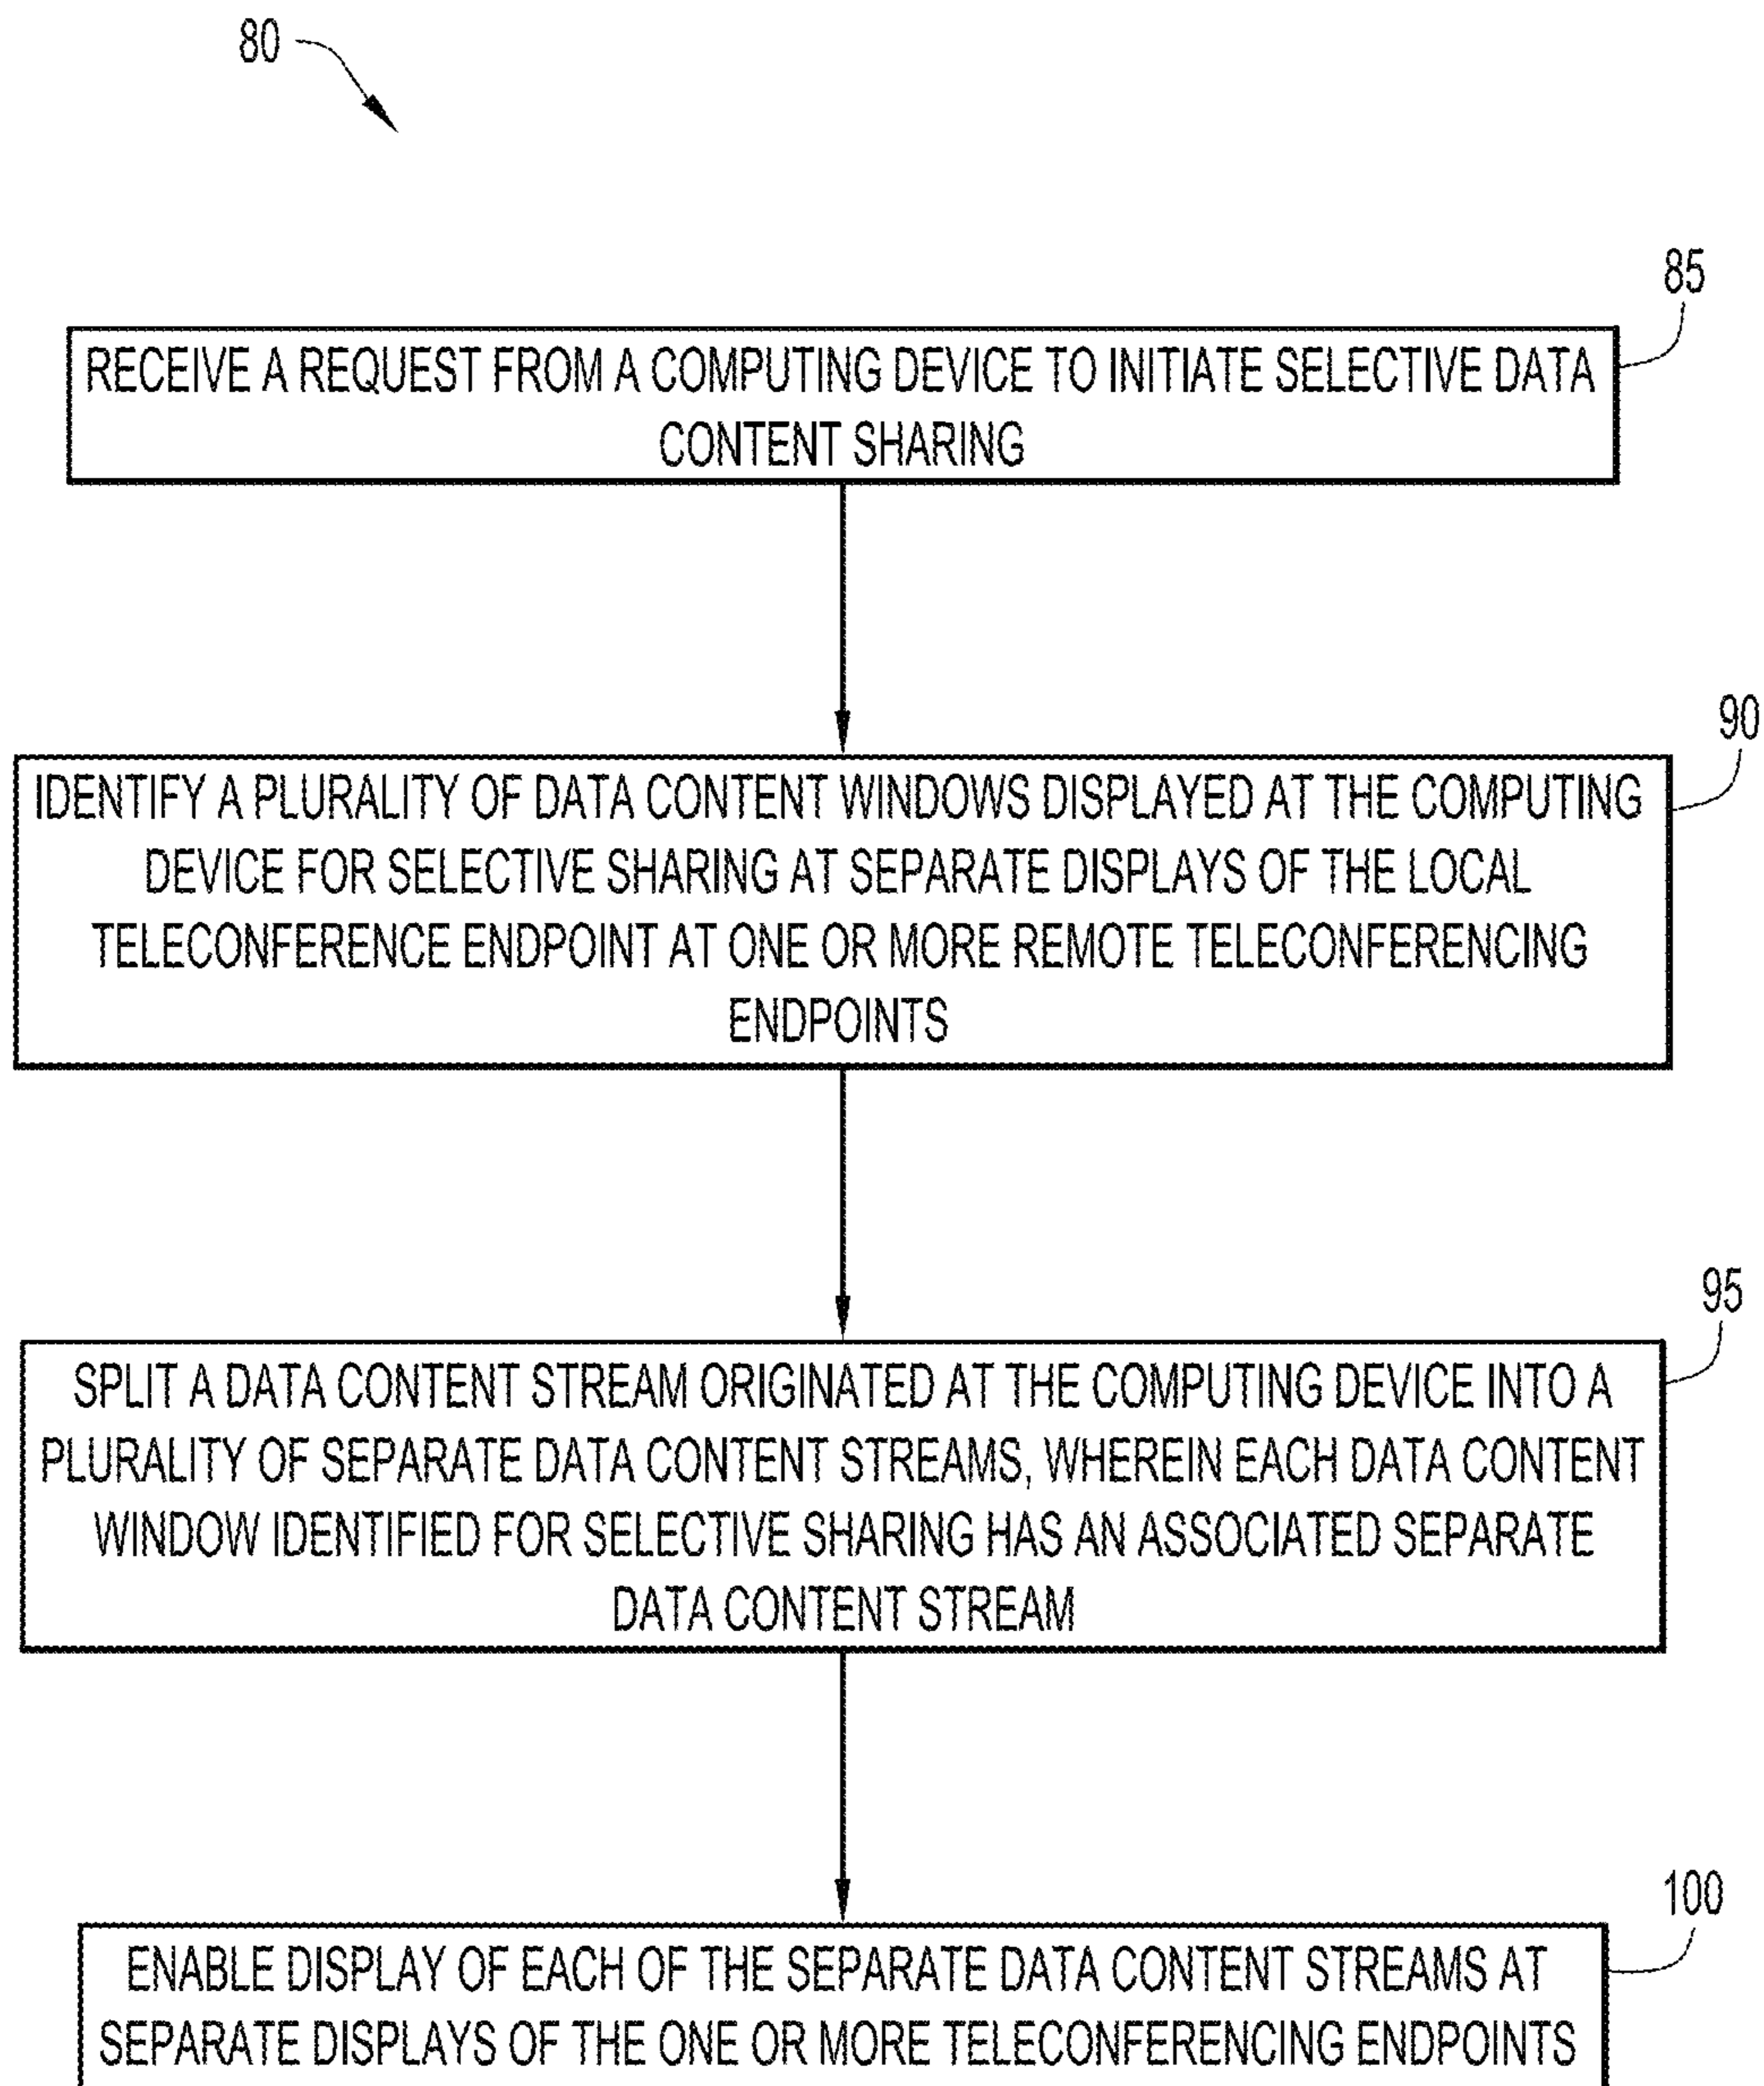 80
85
RECEIVE A REQUEST FROM A COMPUTING DEVICE TO INITIATE SELECTIVE DATA
CONTENT SHARING
90
IDENTIFY A PLURALITY OF DATA CONTENT WINDOWS DISPLAYED AT THE COMPUTING
DEVICE FOR SELECTIVE SHARING AT SEPARATE DISPLAYS OF THE LOCAL
TELECONFERENCE ENDPOINT AT ONE OR MORE REMOTE TELECONFERENCING
ENDPOINTS
95
SPLIT A DATA CONTENT STREAM ORIGINATED AT THE COMPUTING DEVICE INTO A
PLURALITY OF SEPARATE DATA CONTENT STREAMS, WHEREIN EACH DATA CONTENT
WINDOW IDENTIFIED FOR SELECTIVE SHARING HAS AN ASSOCIATED SEPARATE
DATA CONTENT STREAM
100
ENABLE DISPLAY OF EACH OF THE SEPARATE DATA CONTENT STREAMS AT
SEPARATE DISPLAYS OF THE ONE OR MORE TELECONFERENCING ENDPOINTS